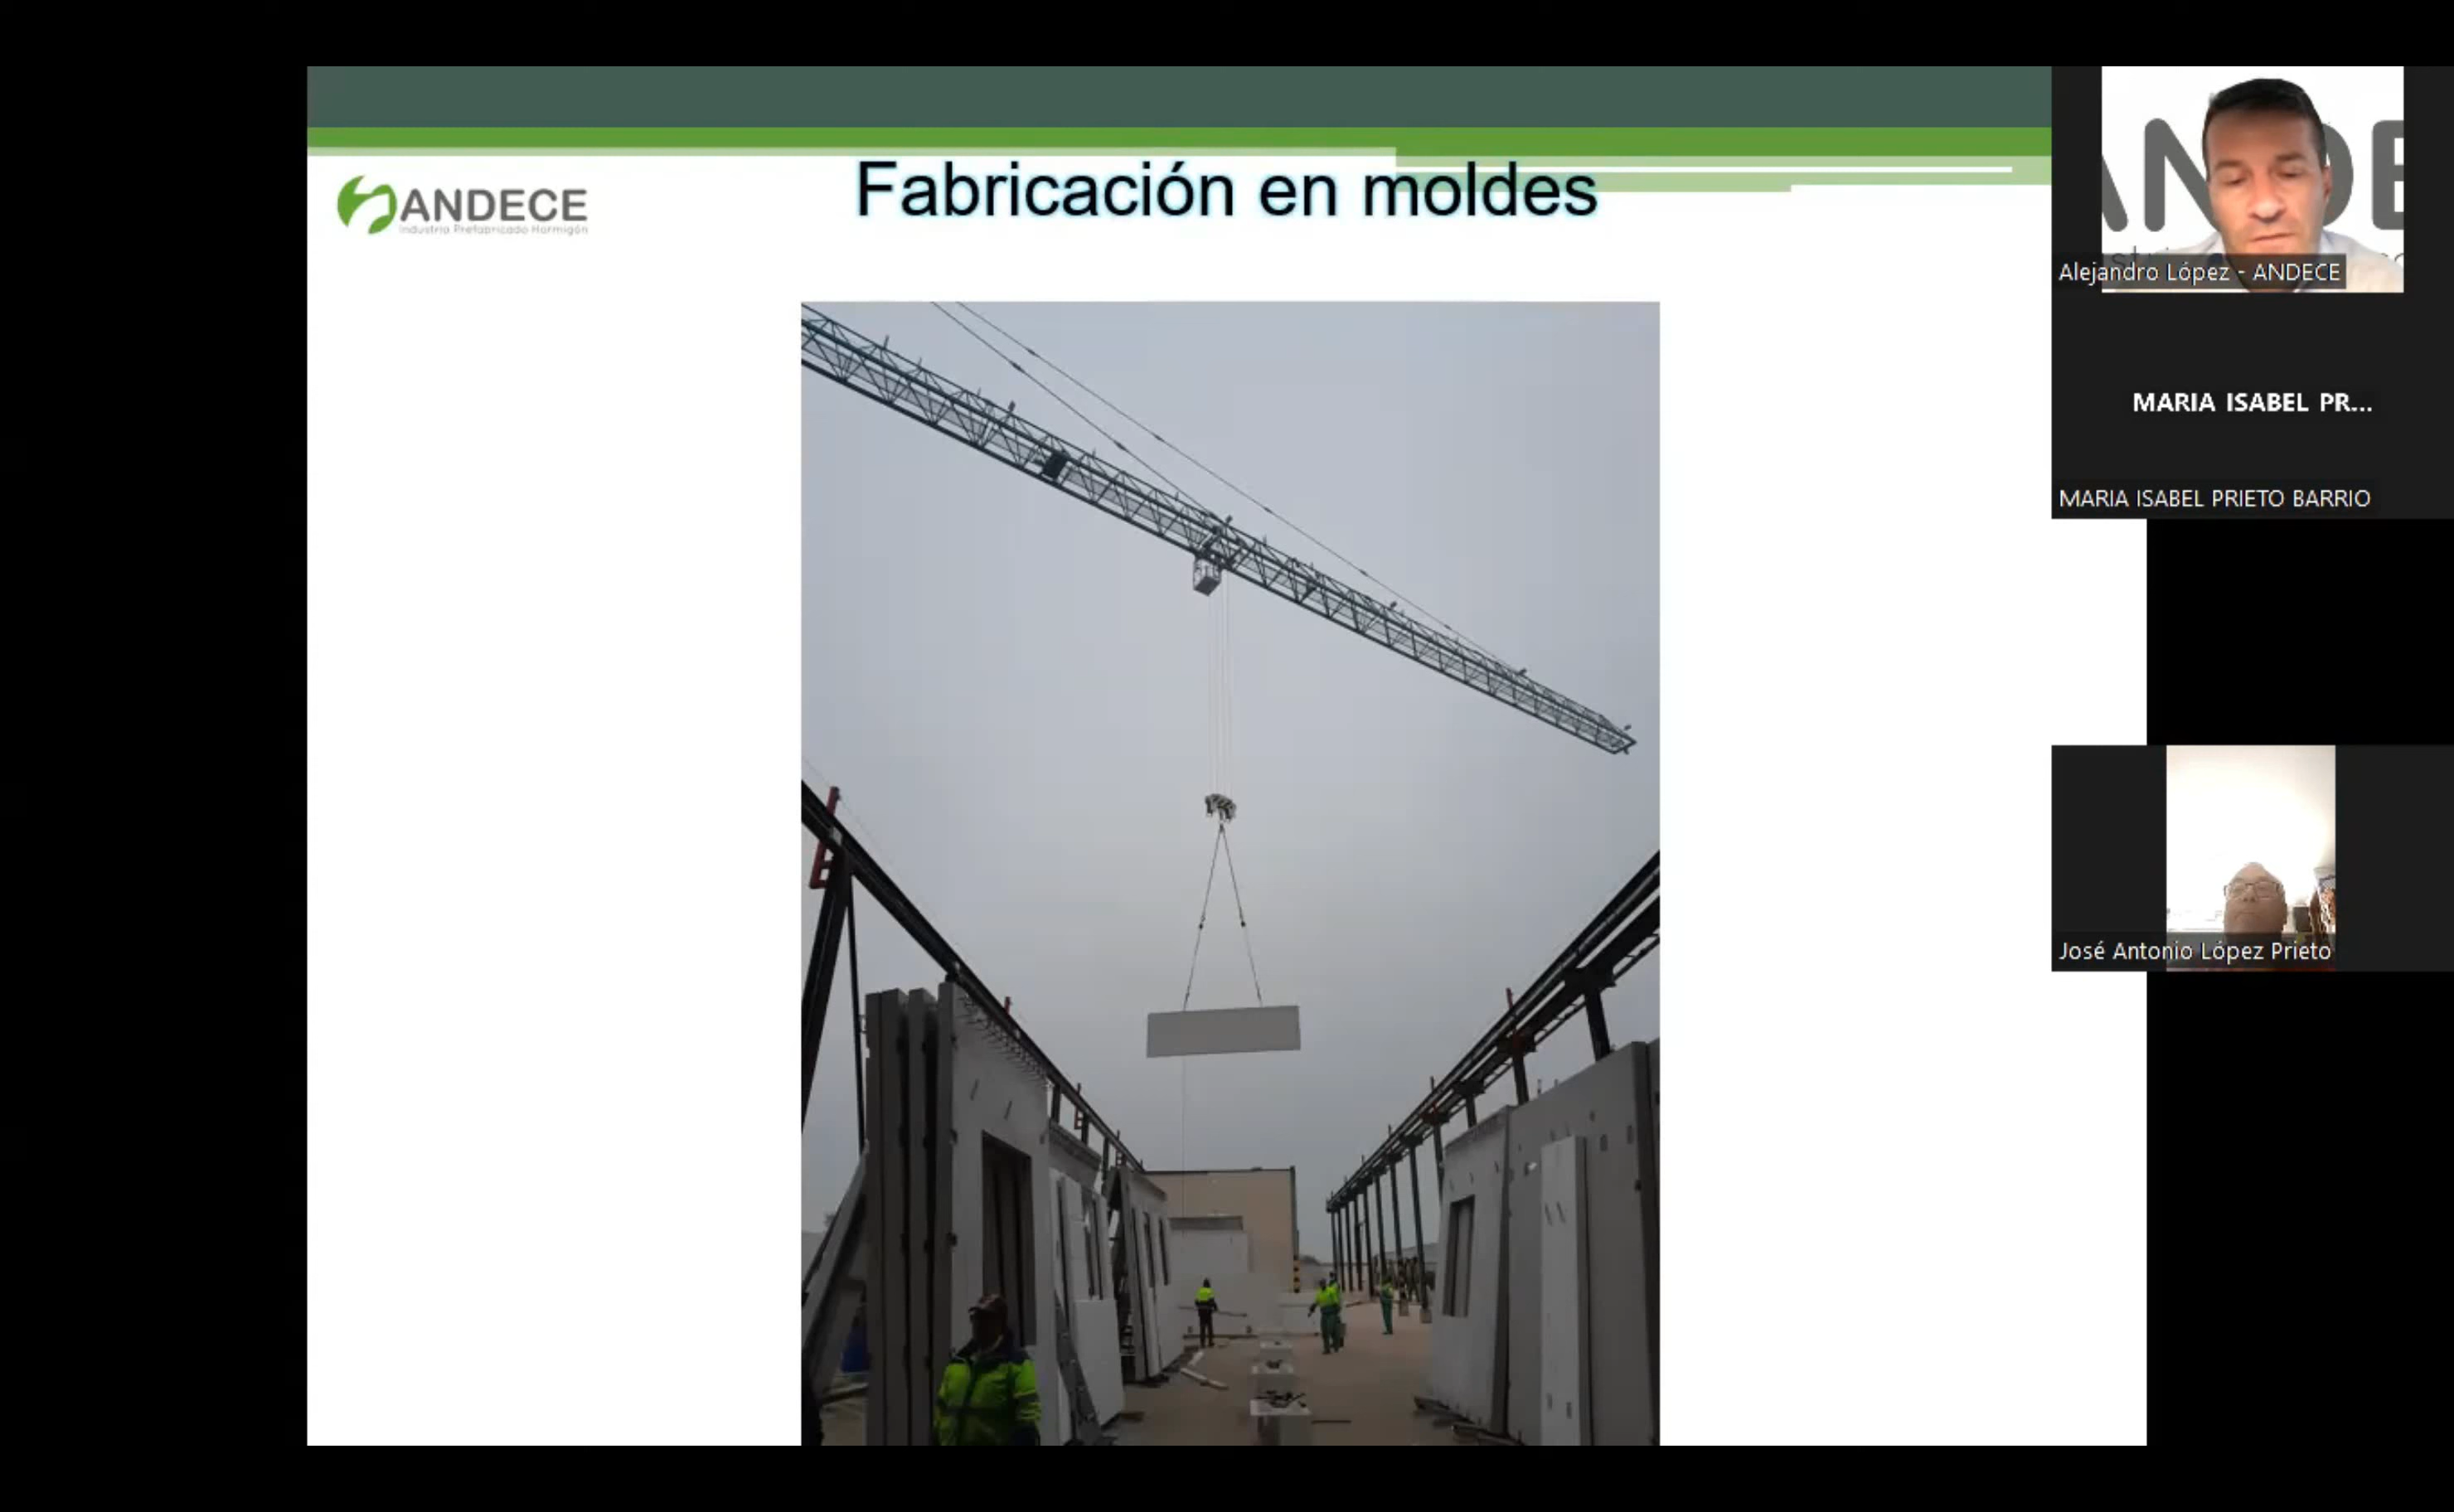 Fabricación en moldes
ANDECE
Industria Prefabricado Hormigón
Alejandro López - ANDECE
MARIA ISABEL PR...
MARIA ISABEL PRIETO BARRIO
José Antonio López Prieto